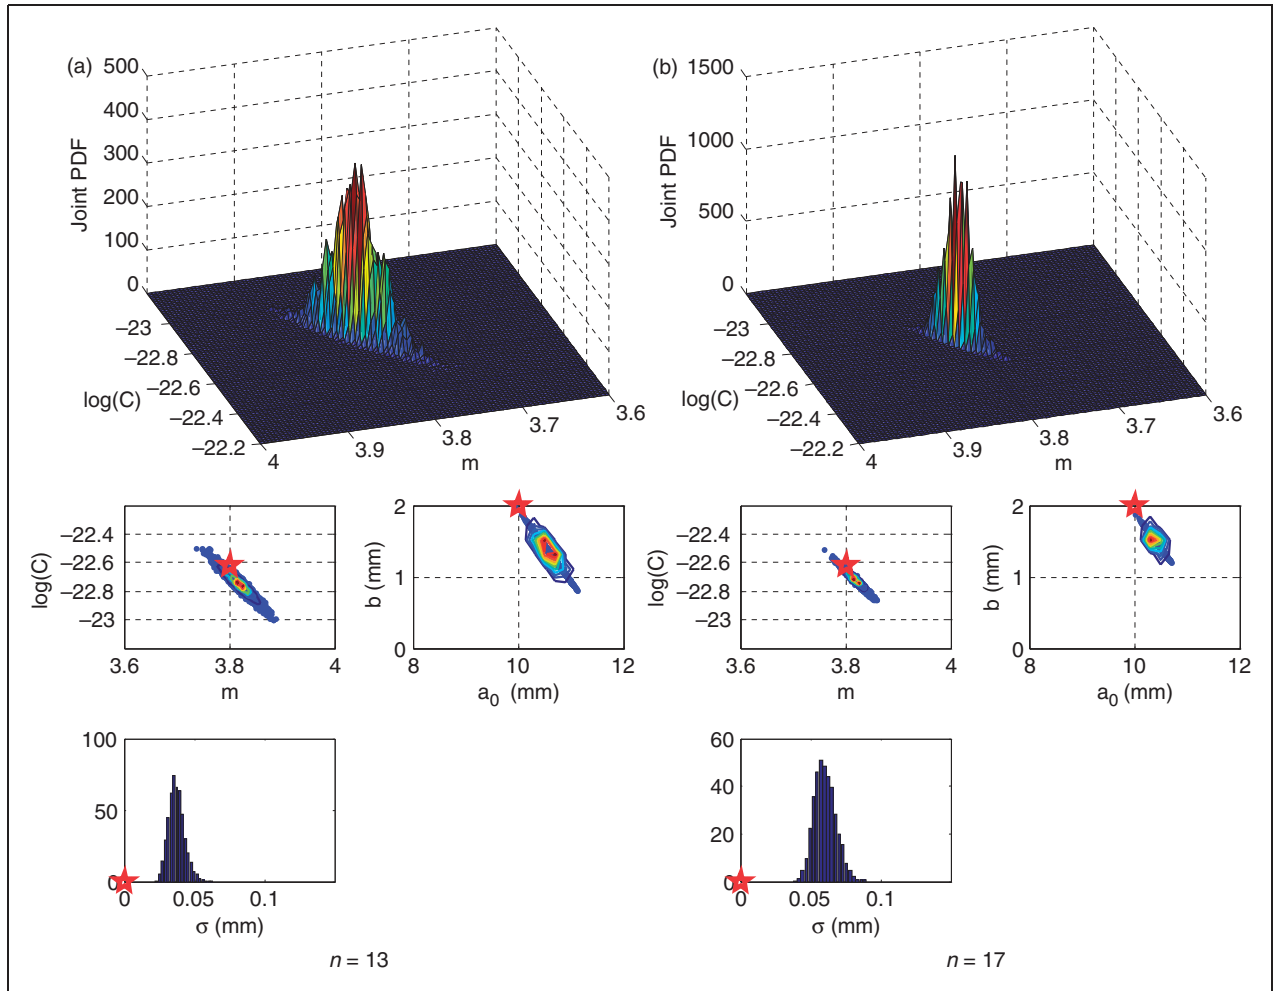 (a)
500
400
300
200
100
0
Joint PDF
−23
−22.8
−22.6
−22.4
−22.2
log(C)
4
3.9
3.8
3.7
3.6
m
(b)
1500
1000
500
0
Joint PDF
−23
−22.8
−22.6
−22.4
−22.2
log(C)
4
3.9
3.8
3.7
3.6
m
−22.4
−22.6
−22.8
−23
log(C)
3.6 3.8 4
m
2
1
0
b (mm)
8 10 12
a0 (mm)
−22.4
−22.6
−22.8
−23
log(C)
3.6 3.8 4
m
2
1
0
b (mm)
8 10 12
a0 (mm)
100
50
0
0 0.05 0.1
σ (mm)
60
40
20
0
0 0.05 0.1
σ (mm)
n = 13
n = 17